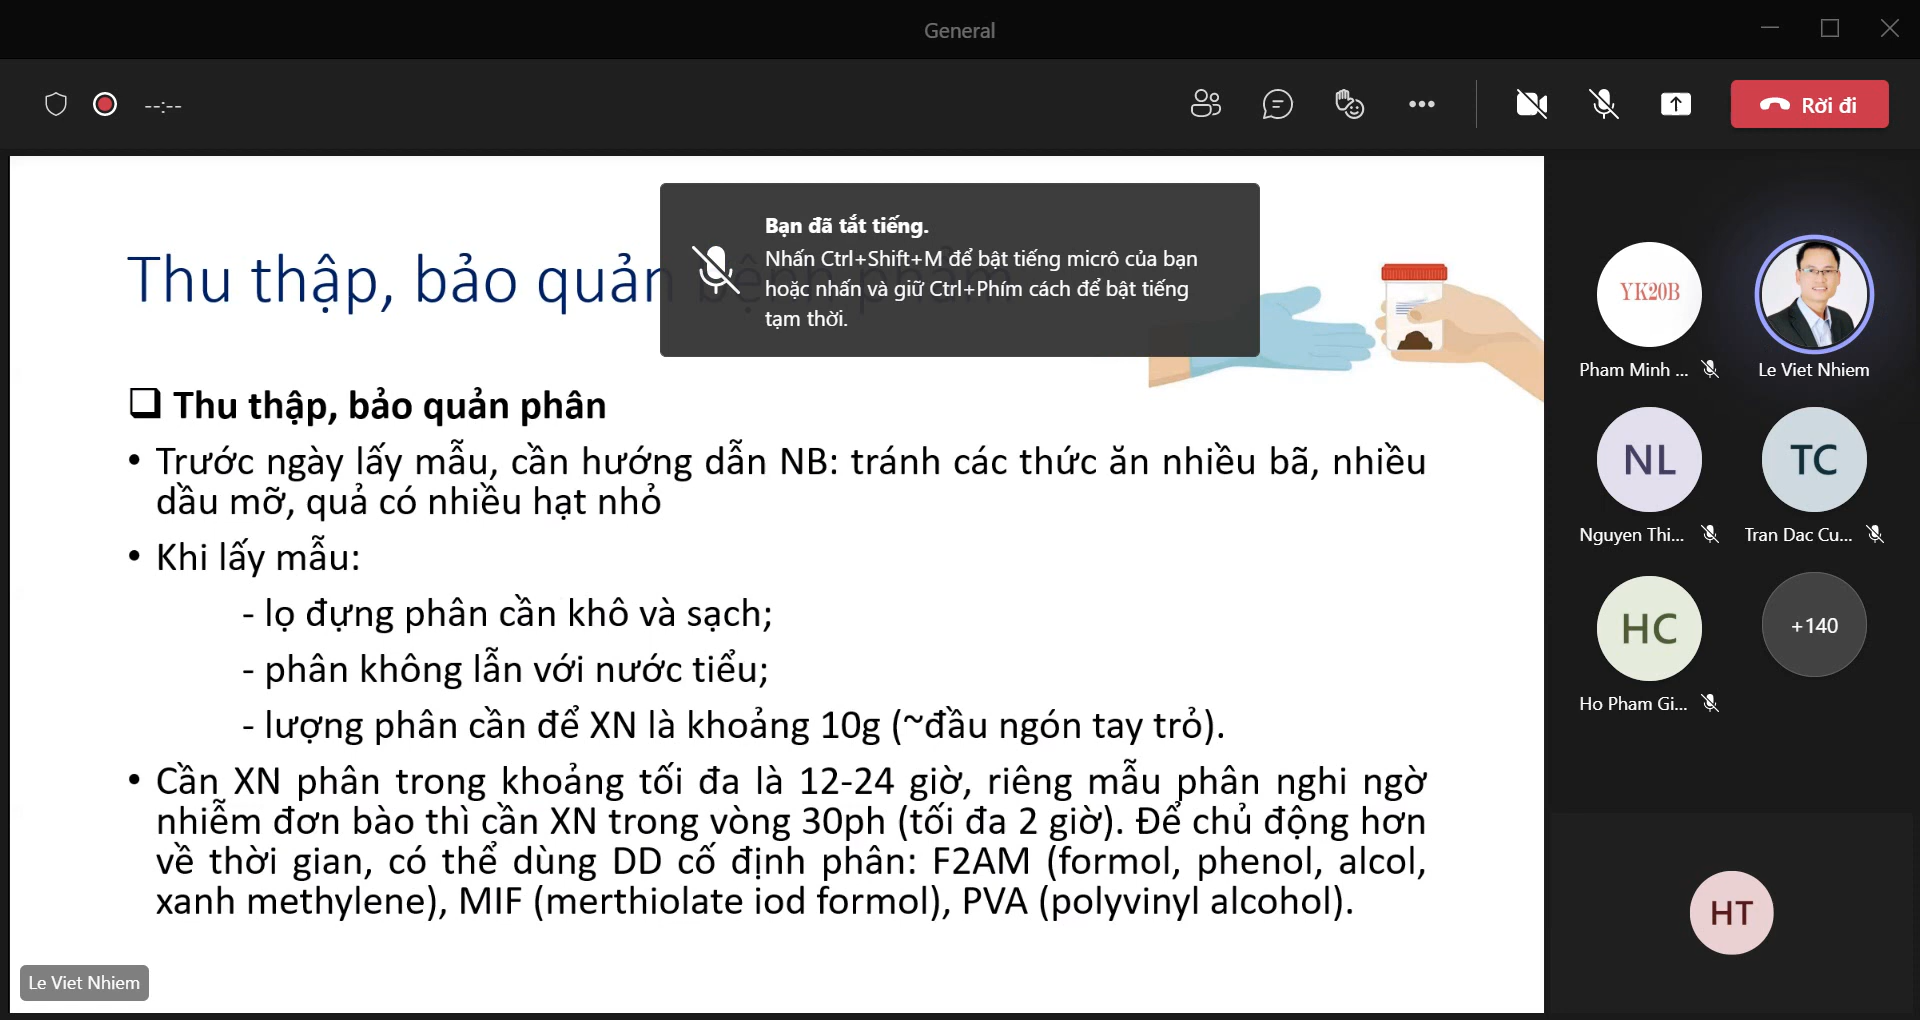 General
--:--
Rời đi
Bạn đã tắt tiếng.
Nhấn Ctrl+Shift+M để bật tiếng micrô của bạn
hoặc nhấn và giữ Ctrl+Phím cách để bật tiếng
tạm thời.
Thu thập, bảo quản bệnh phẩm
❑ Thu thập, bảo quản phân
• Trước ngày lấy mẫu, cần hướng dẫn NB: tránh các thức ăn nhiều bã, nhiều
dầu mỡ, quả có nhiều hạt nhỏ
• Khi lấy mẫu:
- lọ đựng phân cần khô và sạch;
- phân không lẫn với nước tiểu;
- lượng phân cần để XN là khoảng 10g (~đầu ngón tay trỏ).
• Cần XN phân trong khoảng tối đa là 12-24 giờ, riêng mẫu phân nghi ngờ
nhiễm đơn bào thì cần XN trong vòng 30ph (tối đa 2 giờ). Để chủ động hơn
về thời gian, có thể dùng DD cố định phân: F2AM (formol, phenol, alcol,
xanh methylene), MIF (merthiolate iod formol), PVA (polyvinyl alcohol).
Le Viet Nhiem
YK20B
Pham Minh ...
Le Viet Nhiem
NL
TC
Nguyen Thi...
Tran Dac Cu...
HC
+140
Ho Pham Gi...
HT